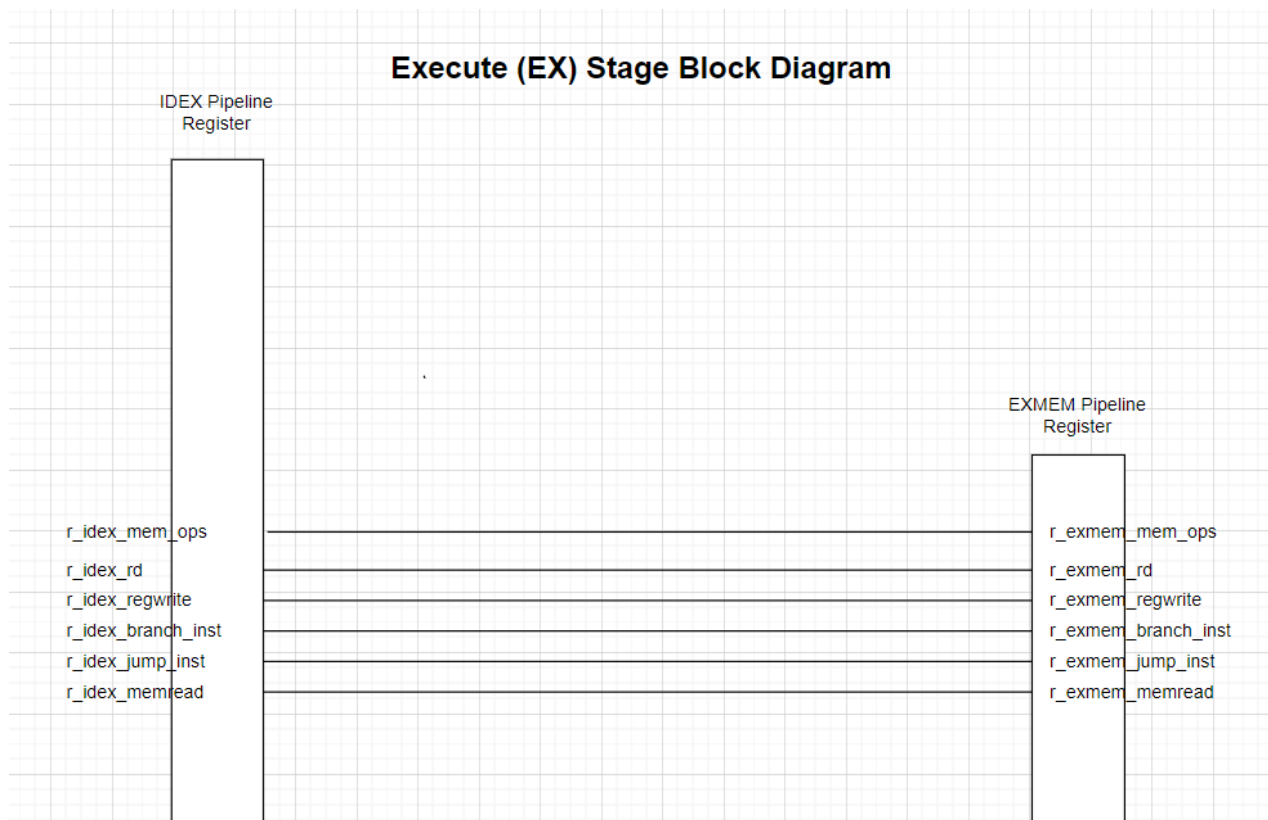 Execute (EX) Stage Block Diagram
IDEX Pipeline
Register
EXMEM Pipeline
Register
r_idex_mem_ops
r_exmem_mem_ops
r_idex_rd
r_exmem_rd
r_idex_regwrite
r_exmem_regwrite
r_idex_branch_inst
r_exmem_branch_inst
r_idex_jump_inst
r_exmem_jump_inst
r_idex_memread
r_exmem_memread